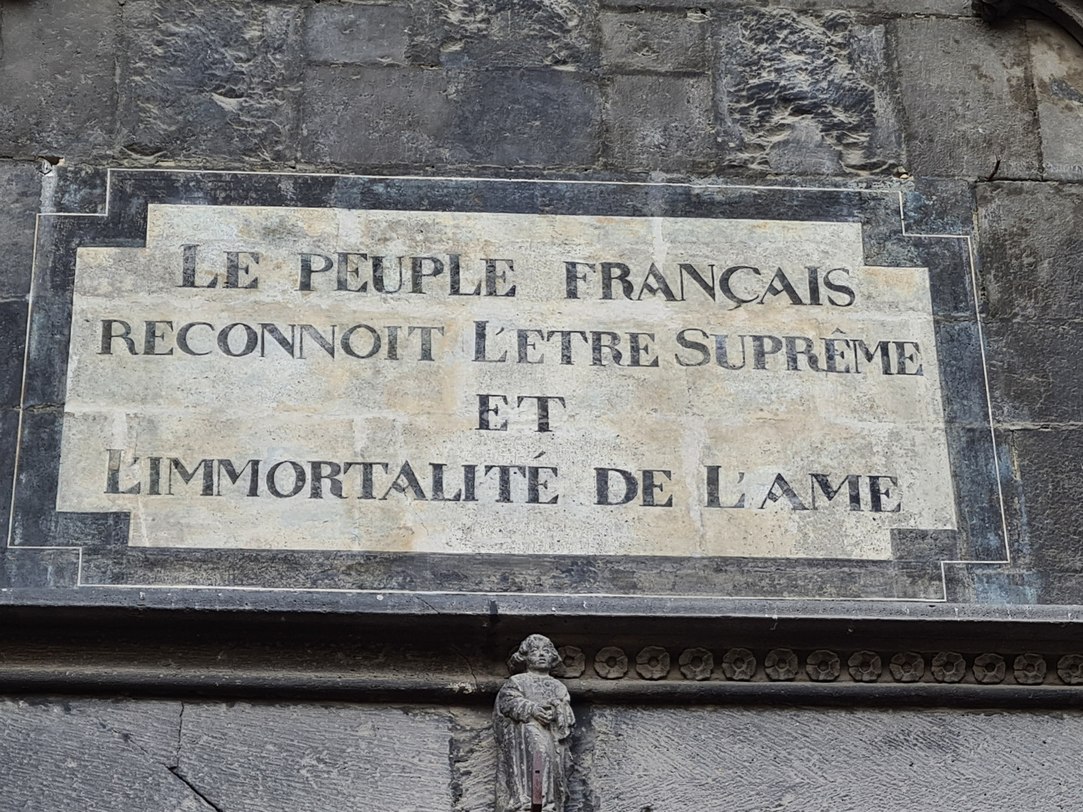 LE PEUPLE FRANÇAIS
RECONNOIT L'ETRE SUPRÊME
ET
L'IMMORTALITÉ DE L'AME